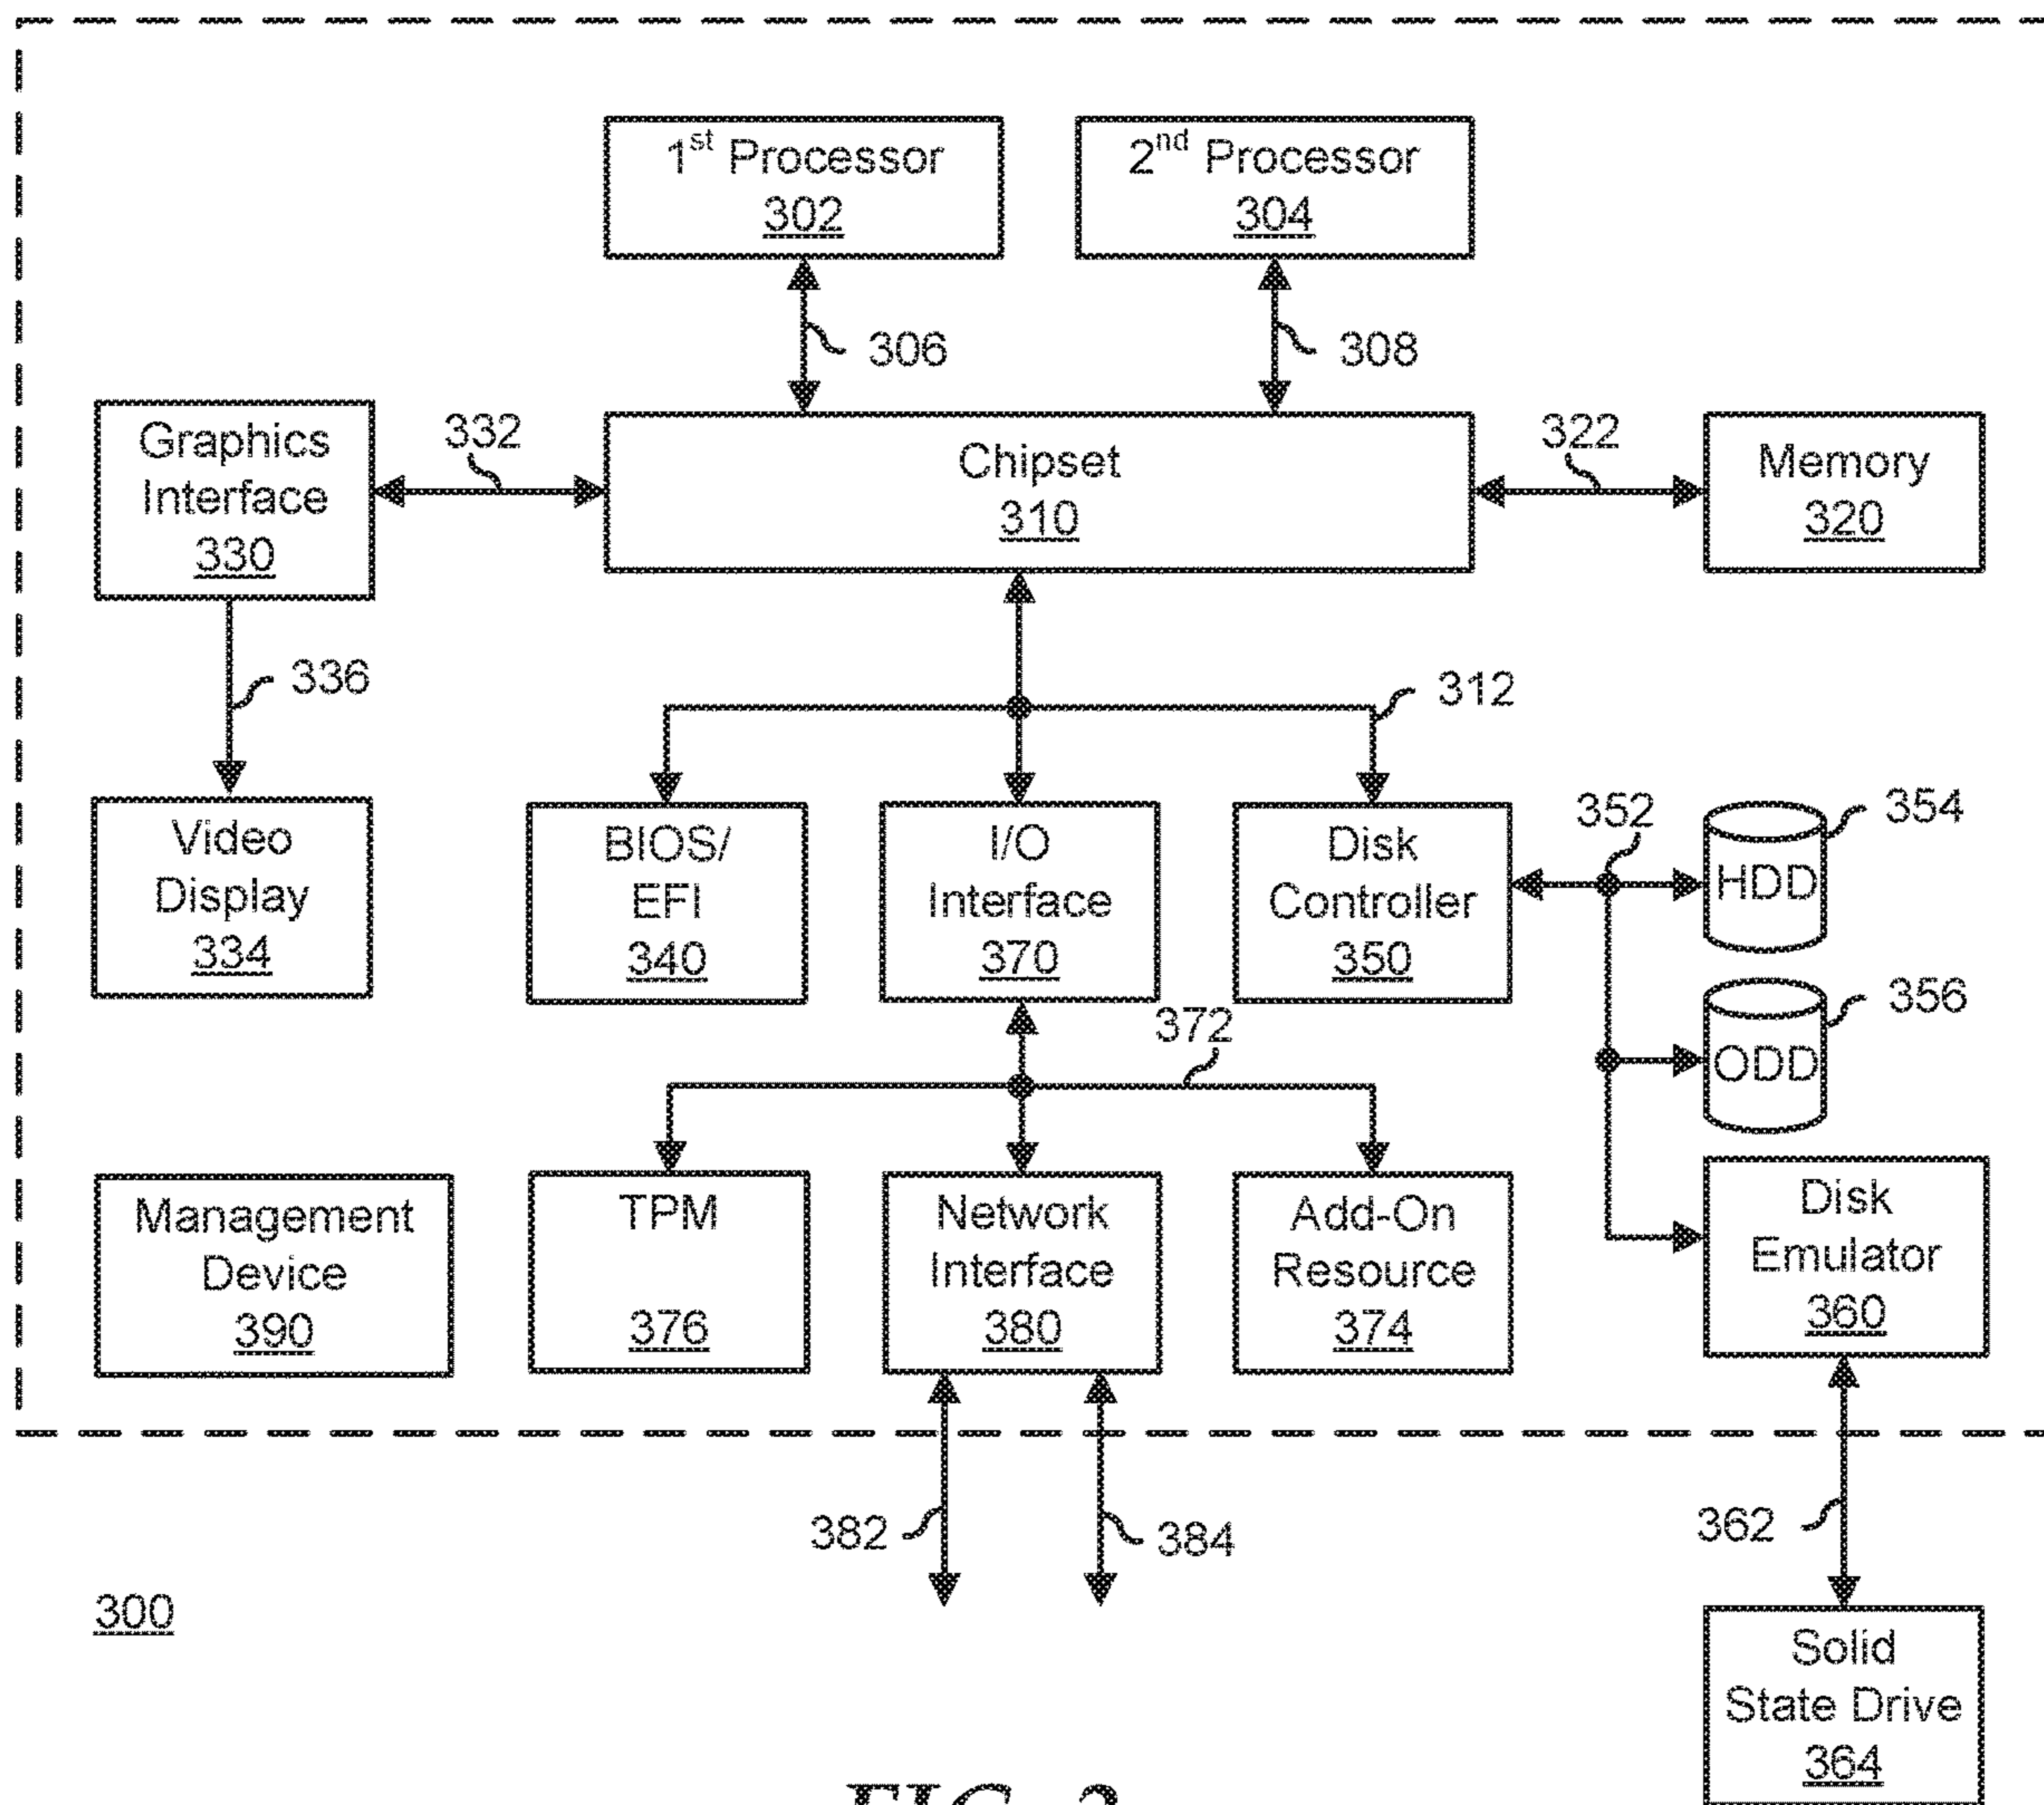 1st Processor
302
2nd Processor
304
306
308
Graphics
Interface
330
332
Chipset
310
322
Memory
320
336
312
Video
Display
334
BIOS/
EFI
340
I/O
Interface
370
Disk
Controller
350
352
354
HDD
356
ODD
372
Management
Device
390
TPM
376
Network
Interface
380
Add-On
Resource
374
Disk
Emulator
360
382
384
362
300
Solid
State Drive
364